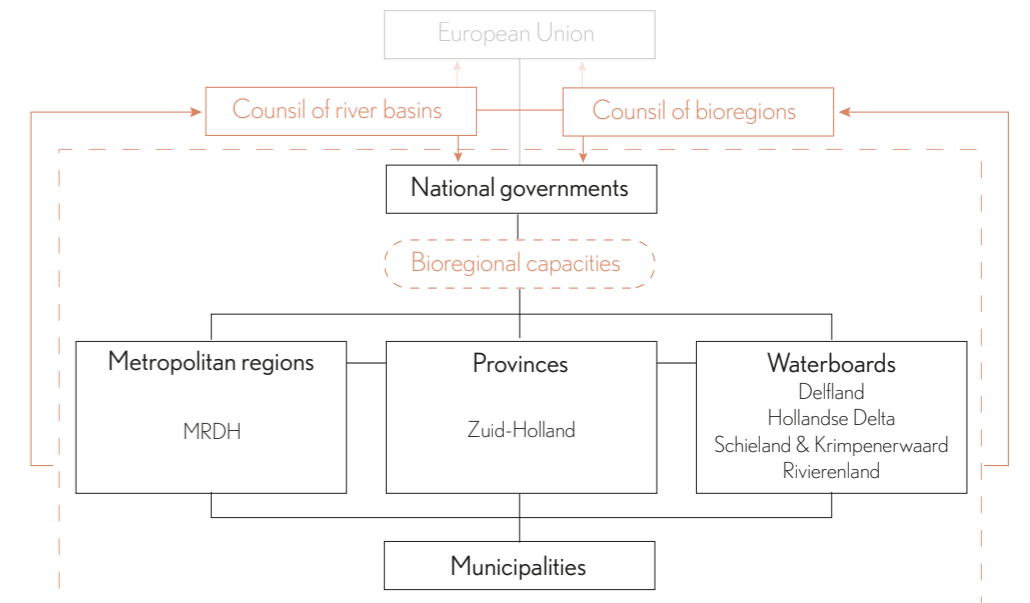 European Union
Counsil of river basins
Counsil of bioregions
National governments
Bioregional capacities
Metropolitan regions
MRDH
Provinces
Zuid-Holland
Waterboards
Delfland
Hollandse Delta
Schieland & Krimpenerwaard
Rivierenland
Municipalities